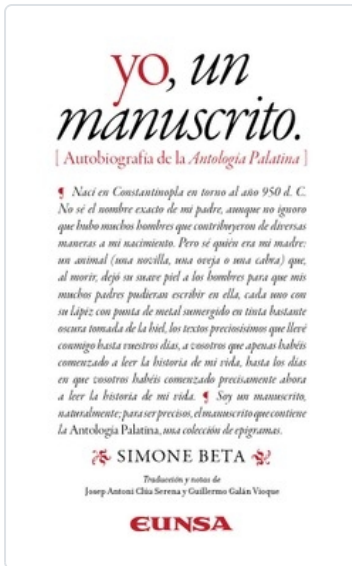 yo, un
manuscrito.
[ Autobiografía de la Antología Palatina ]
¶ Nací en Constantinopla en torno al año 950 d. C.
No sé el nombre exacto de mi padre, aunque no ignoro
que hubo muchos hombres que contribuyeron de diversas
maneras a mi nacimiento. Pero sé quién era mi madre:
un animal (una novilla, una oveja o una cabra) que,
al morir, dejó su suave piel a los hombres para que mis
muchos padres pudieran escribir en ella, cada uno con
su lápiz con punta de metal sumergido en tinta bastante
oscura tomada de la hiel, los textos preciosísimos que llevé
conmigo hasta vuestros días, a vosotros que apenas habéis
comenzado a leer la historia de mi vida, hasta los días
en que vosotros habéis comenzado precisamente ahora
a leer la historia de mi vida. ¶ Soy un manuscrito,
naturalmente; para ser precisos, el manuscrito que contiene
la Antología Palatina, una colección de epigramas.
SIMONE BETA
Traducción y notas de
Josep Antoni Clúa Serena y Guillermo Galán Vioque
EUNSA